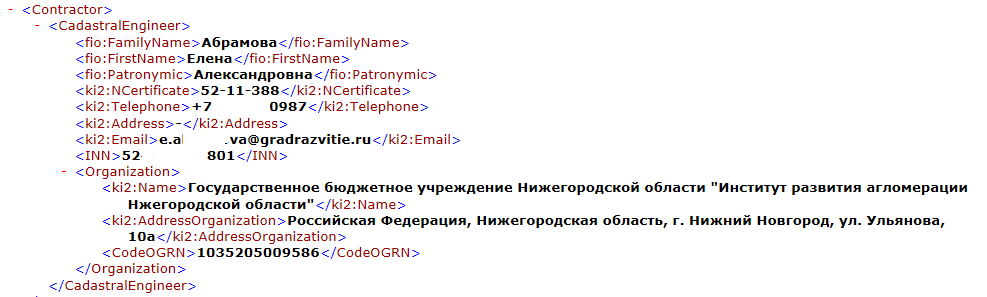 - <Contractor>
- <CadastralEngineer>
<fio:FamilyName>Абрамова</fio:FamilyName>
<fio:FirstName>Елена</fio:FirstName>
<fio:Patronymic>Александровна</fio:Patronymic>
<ki2:NCertificate>52-11-388</ki2:NCertificate>
<ki2:Telephone>+7 0987</ki2:Telephone>
<ki2:Address>-</ki2:Address>
<ki2:Email>e.a .va@gradrazvitie.ru</ki2:Email>
<INN>52 801</INN>
- <Organization>
<ki2:Name>Государственное бюджетное учреждение Нижегородской области "Институт развития агломерации
Нжегородской области"</ki2:Name>
<ki2:AddressOrganization>Российская Федерация, Нижегородская область, г. Нижний Новгород, ул. Ульянова,
10а</ki2:AddressOrganization>
<CodeOGRN>1035205009586</CodeOGRN>
</Organization>
</CadastralEngineer>